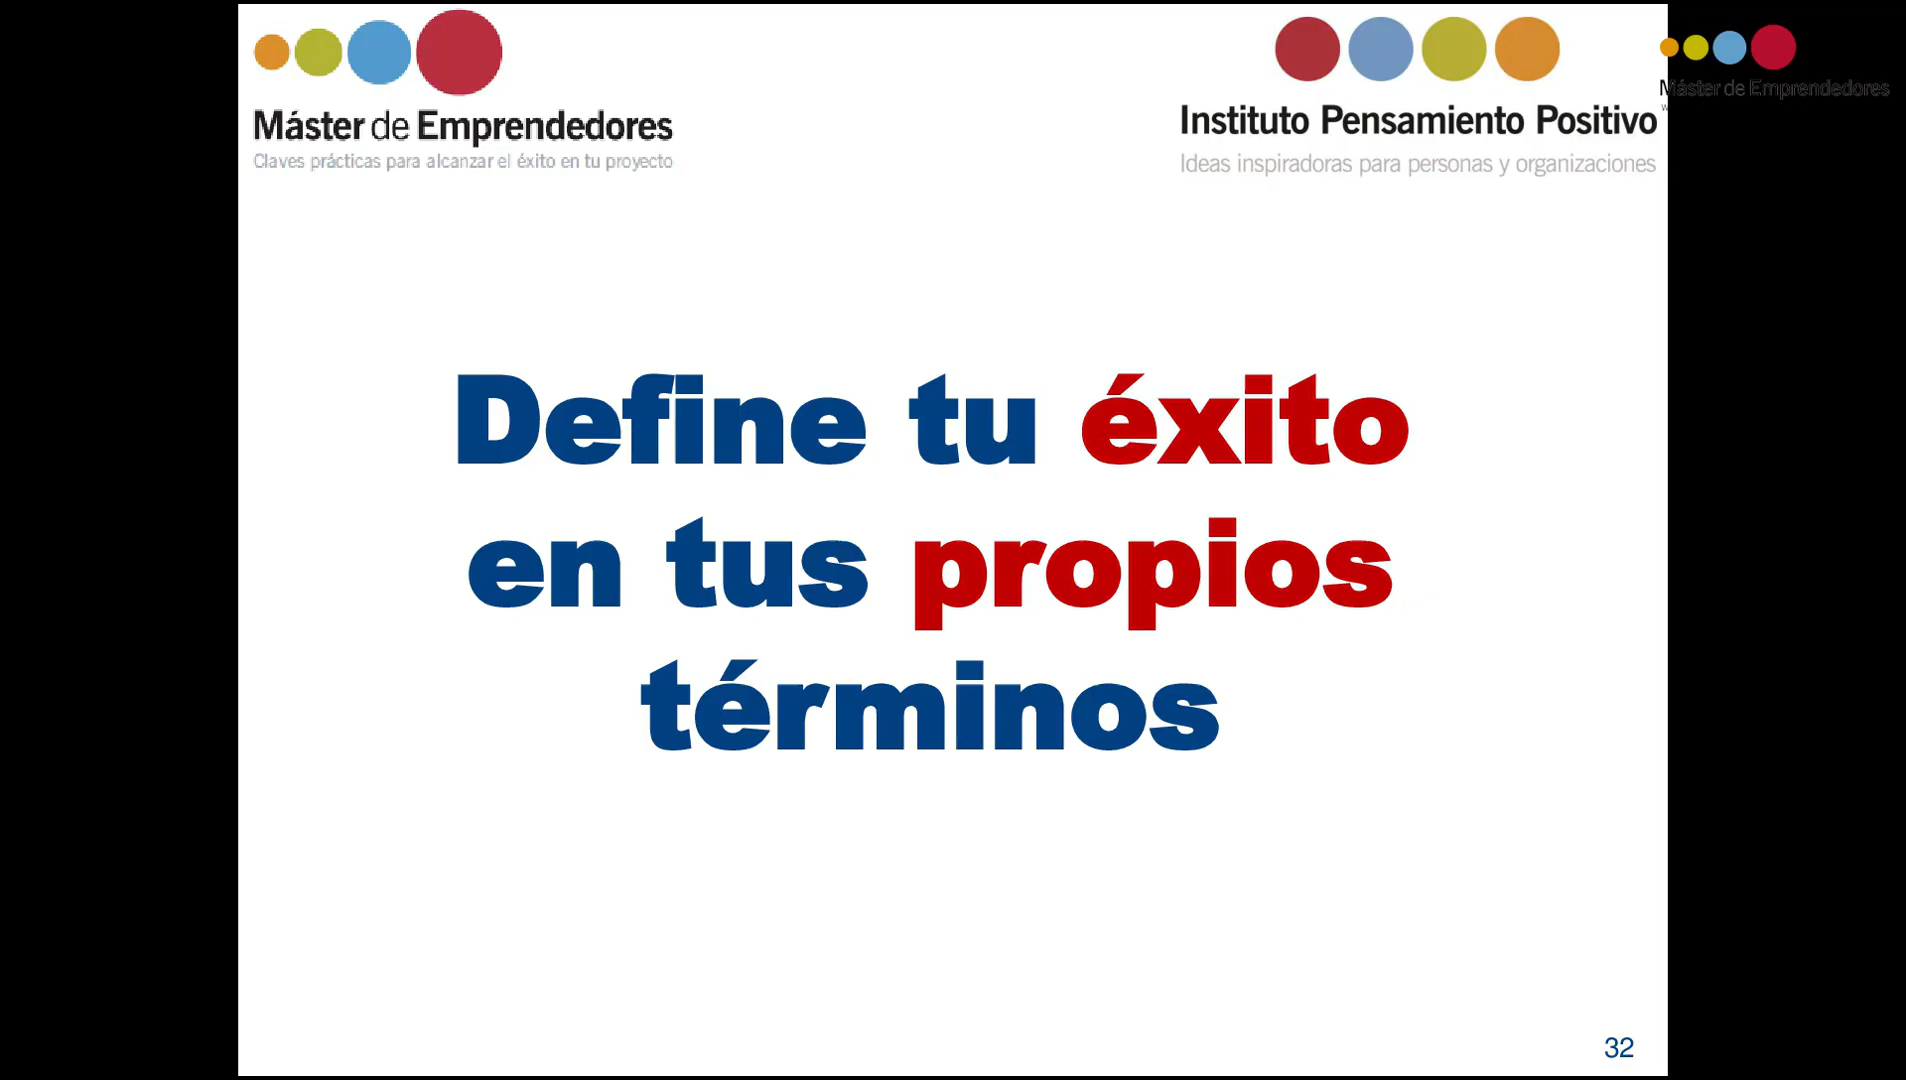 Máster de Emprendedores
Claves prácticas para alcanzar el éxito en tu proyecto
Instituto Pensamiento Positivo
Ideas inspiradoras para personas y organizaciones
Máster de Emprendedores
Define tu éxito
en tus propios
términos
32